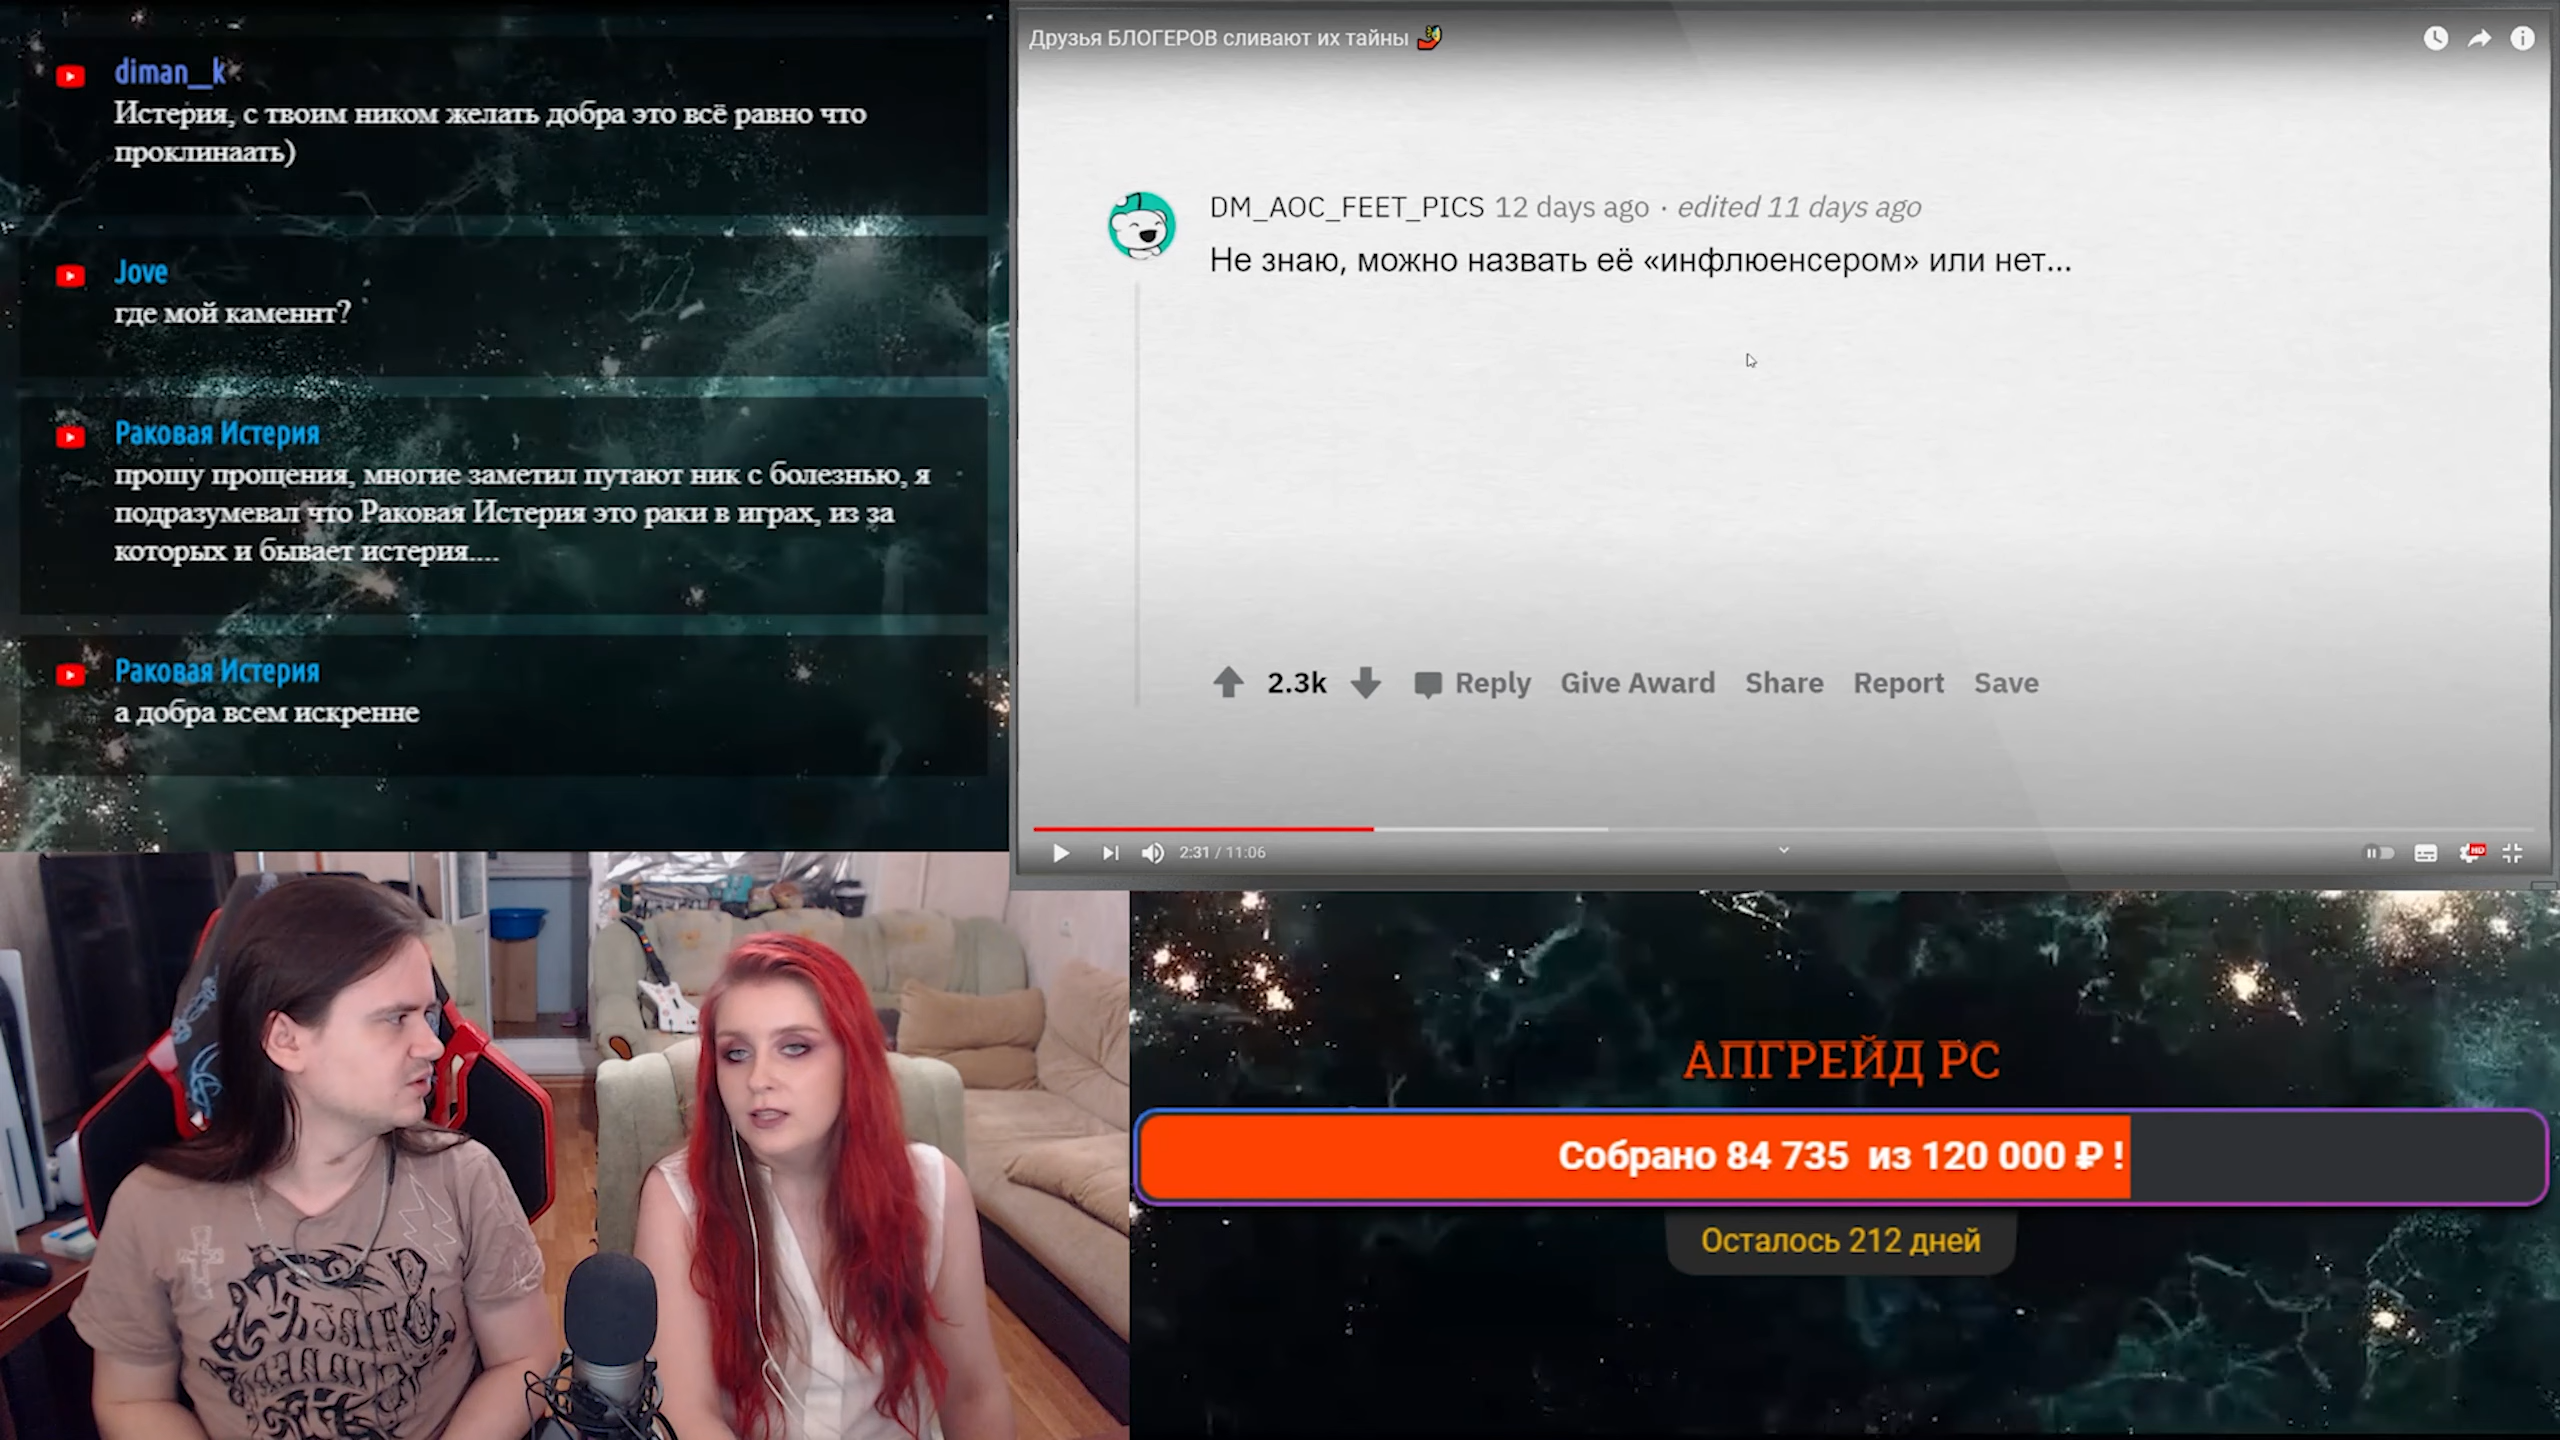 diman__k
Истерия, с твоим ником желать добра это всё равно что
проклинаать)
Jove
где мой каменнт?
Раковая Истерия
прошу прощения, многие заметил путают ник с болезнью, я
подразумевал что Раковая Истерия это раки в играх, из за
которых и бывает истерия....
Раковая Истерия
а добра всем искренне
Друзья БЛОГЕРОВ сливают их тайны
DM_AOC_FEET_PICS 12 days ago · edited 11 days ago
Не знаю, можно назвать её «инфлюенсером» или нет...
2.3k Reply Give Award Share Report Save
2:31 / 11:06
HD
АПГРЕЙД PC
Собрано 84 735 из 120 000 ₽ !
Осталось 212 дней